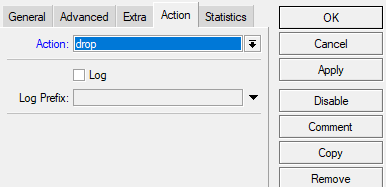 General Advanced Extra Action Statistics
OK
Action: drop
Cancel
Log
Apply
Log Prefix:
Disable
Comment
Copy
Remove